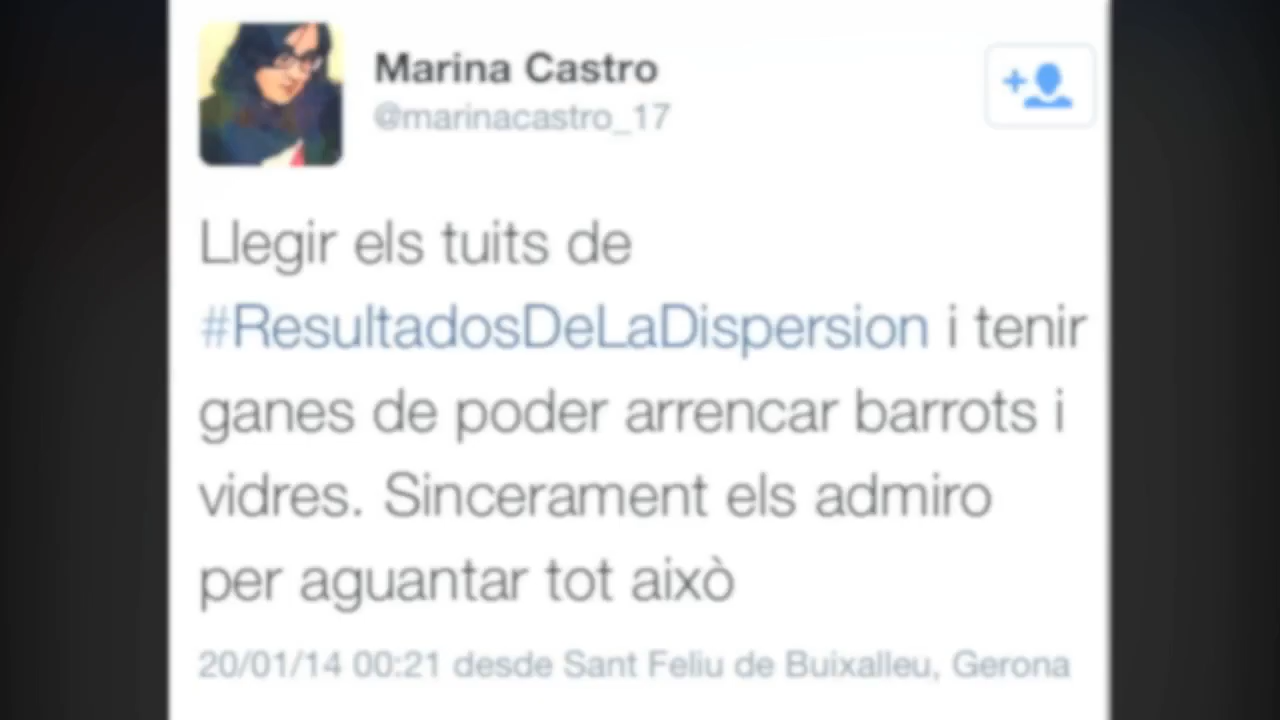 Marina Castro
@marinacastro_17
Llegir els tuits de
#ResultadosDeLaDispersion i tenir
ganes de poder arrencar barrots i
vidres. Sincerament els admiro
per aguantar tot això
20/01/14 00:21 desde Sant Feliu de Buixalleu, Gerona